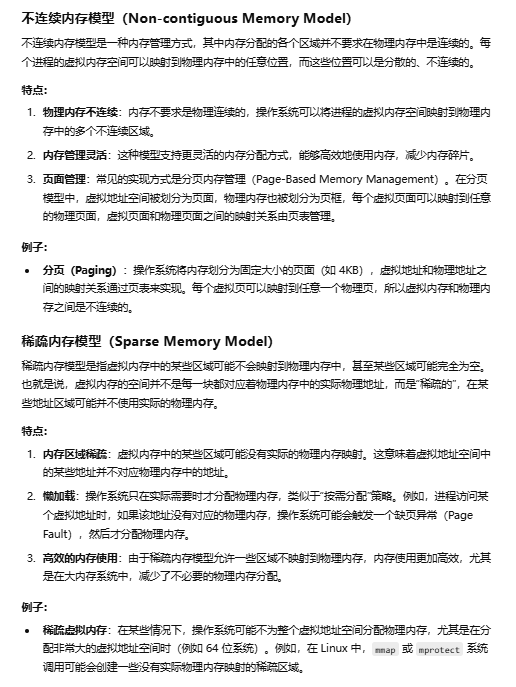 不连续内存模型（Non-contiguous Memory Model）
不连续内存模型是一种内存管理方式，其中内存分配的各个区域并不要求在物理内存中是连续的。每
个进程的虚拟内存空间可以映射到物理内存中的任意位置，而这些位置可以是分散的、不连续的。
特点：
1. 物理内存不连续：内存不要求是物理连续的，操作系统可以将进程的虚拟内存空间映射到物理内
存中的多个不连续区域。
2. 内存管理灵活：这种模型支持更灵活的内存分配方式，能够高效地使用内存，减少内存碎片。
3. 页面管理：常见的实现方式是分页内存管理（Page-Based Memory Management）。在分页
模型中，虚拟地址空间被划分为页面，物理内存也被划分为页框，每个虚拟页面可以映射到任意
的物理页面，虚拟页面和物理页面之间的映射关系由页表管理。
例子：
• 分页（Paging）：操作系统将内存划分为固定大小的页面（如 4KB），虚拟地址和物理地址之
间的映射关系通过页表来实现。每个虚拟页可以映射到任意一个物理页，所以虚拟内存和物理内
存之间是不连续的。
稀疏内存模型（Sparse Memory Model）
稀疏内存模型是指虚拟内存中的某些区域可能不会映射到物理内存中，甚至某些区域可能完全为空。
也就是说，虚拟内存的空间并不是每一块都对应着物理内存中的实际物理地址，而是“稀疏的”，在某
些地址区域可能并不使用实际的物理内存。
特点：
1. 内存区域稀疏：虚拟内存中的某些区域可能没有实际的物理内存映射。这意味着虚拟地址空间中
的某些地址并不对应物理内存中的地址。
2. 懒加载：操作系统只在实际需要时才分配物理内存，类似于“按需分配”策略。例如，进程访问某
个虚拟地址时，如果该地址没有对应的物理内存，操作系统可能会触发一个缺页异常（Page
Fault），然后才分配物理内存。
3. 高效的内存使用：由于稀疏内存模型允许一些区域不映射到物理内存，内存使用更加高效，尤其
是在大内存系统中，减少了不必要的物理内存分配。
例子：
• 稀疏虚拟内存：在某些情况下，操作系统可能不为整个虚拟地址空间分配物理内存，尤其是在分
配非常大的虚拟地址空间时（例如 64 位系统）。例如，在 Linux 中， mmap 或 mprotect 系统
调用可能会创建一些没有实际物理内存映射的稀疏区域。